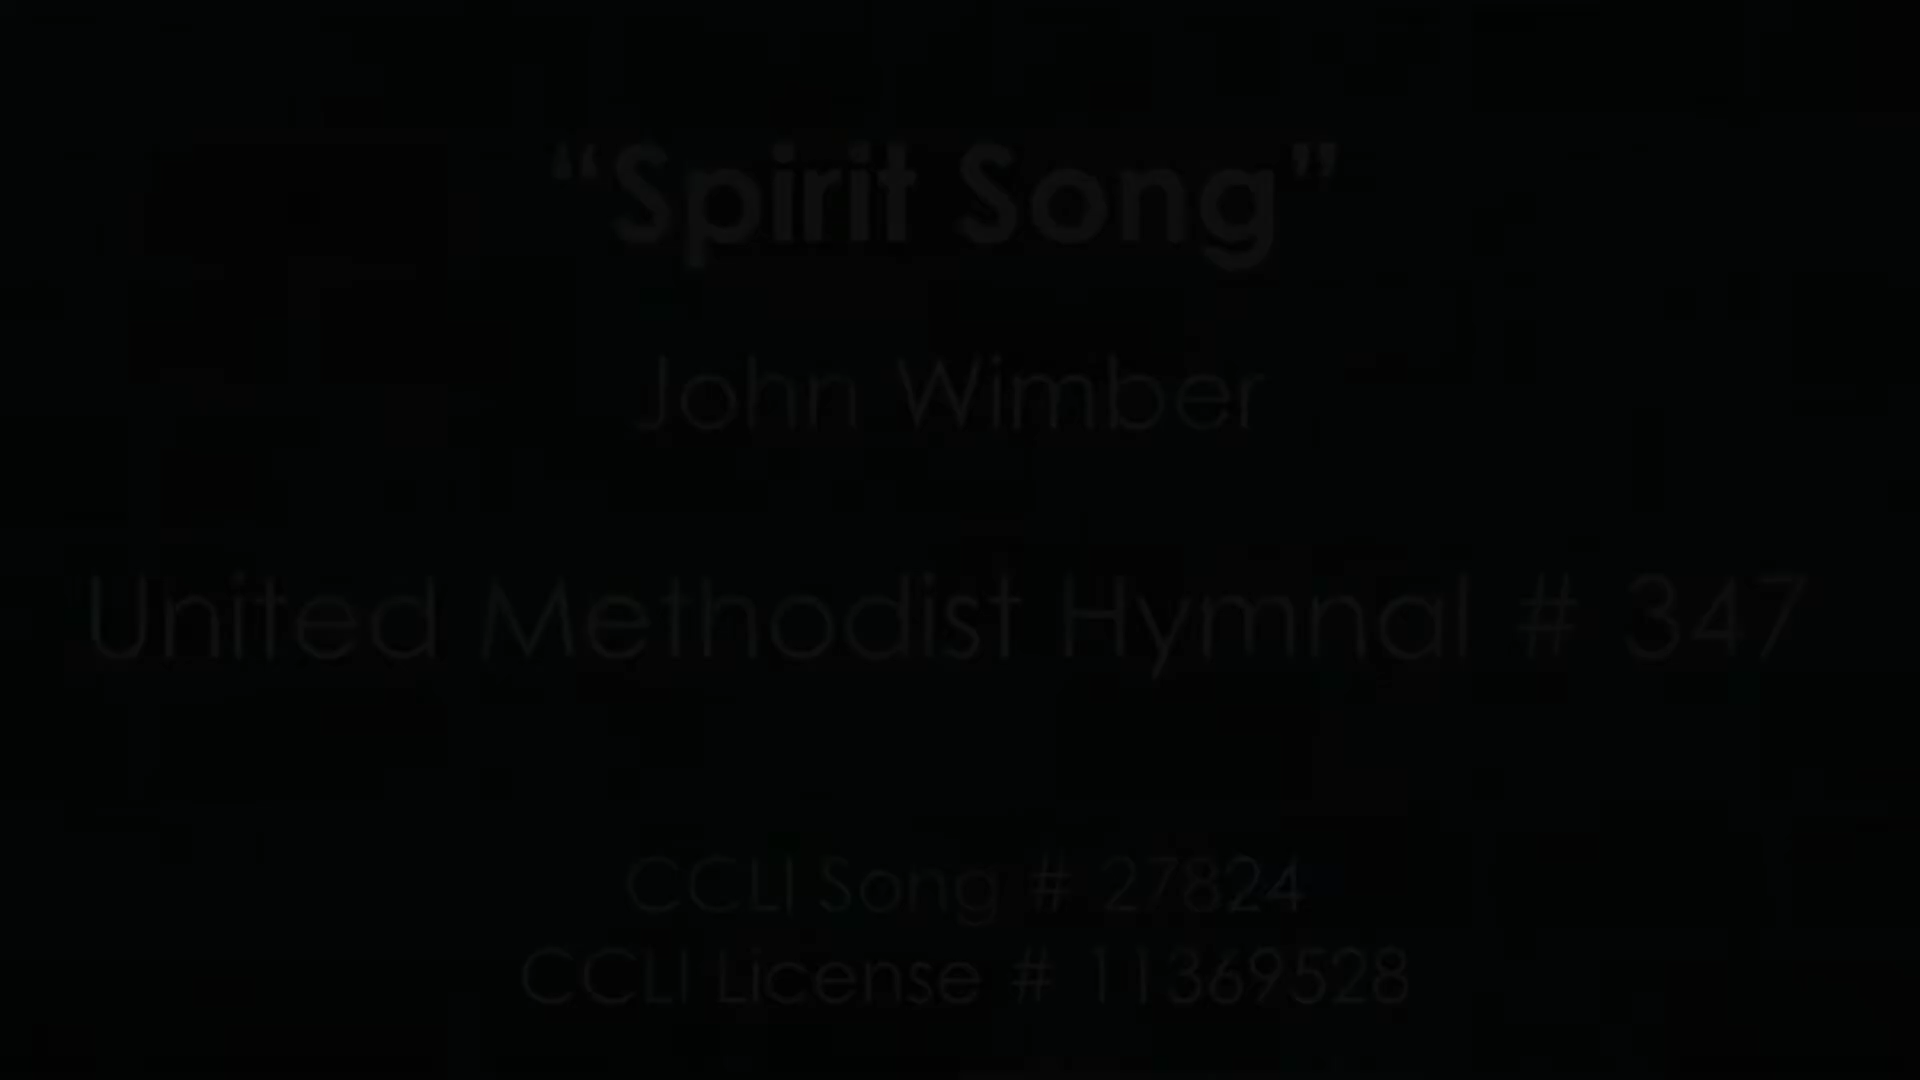 “Spirit Song”
John Wimber
United Methodist Hymnal # 347
CCLI Song # 27824
CCLI License # 11369528